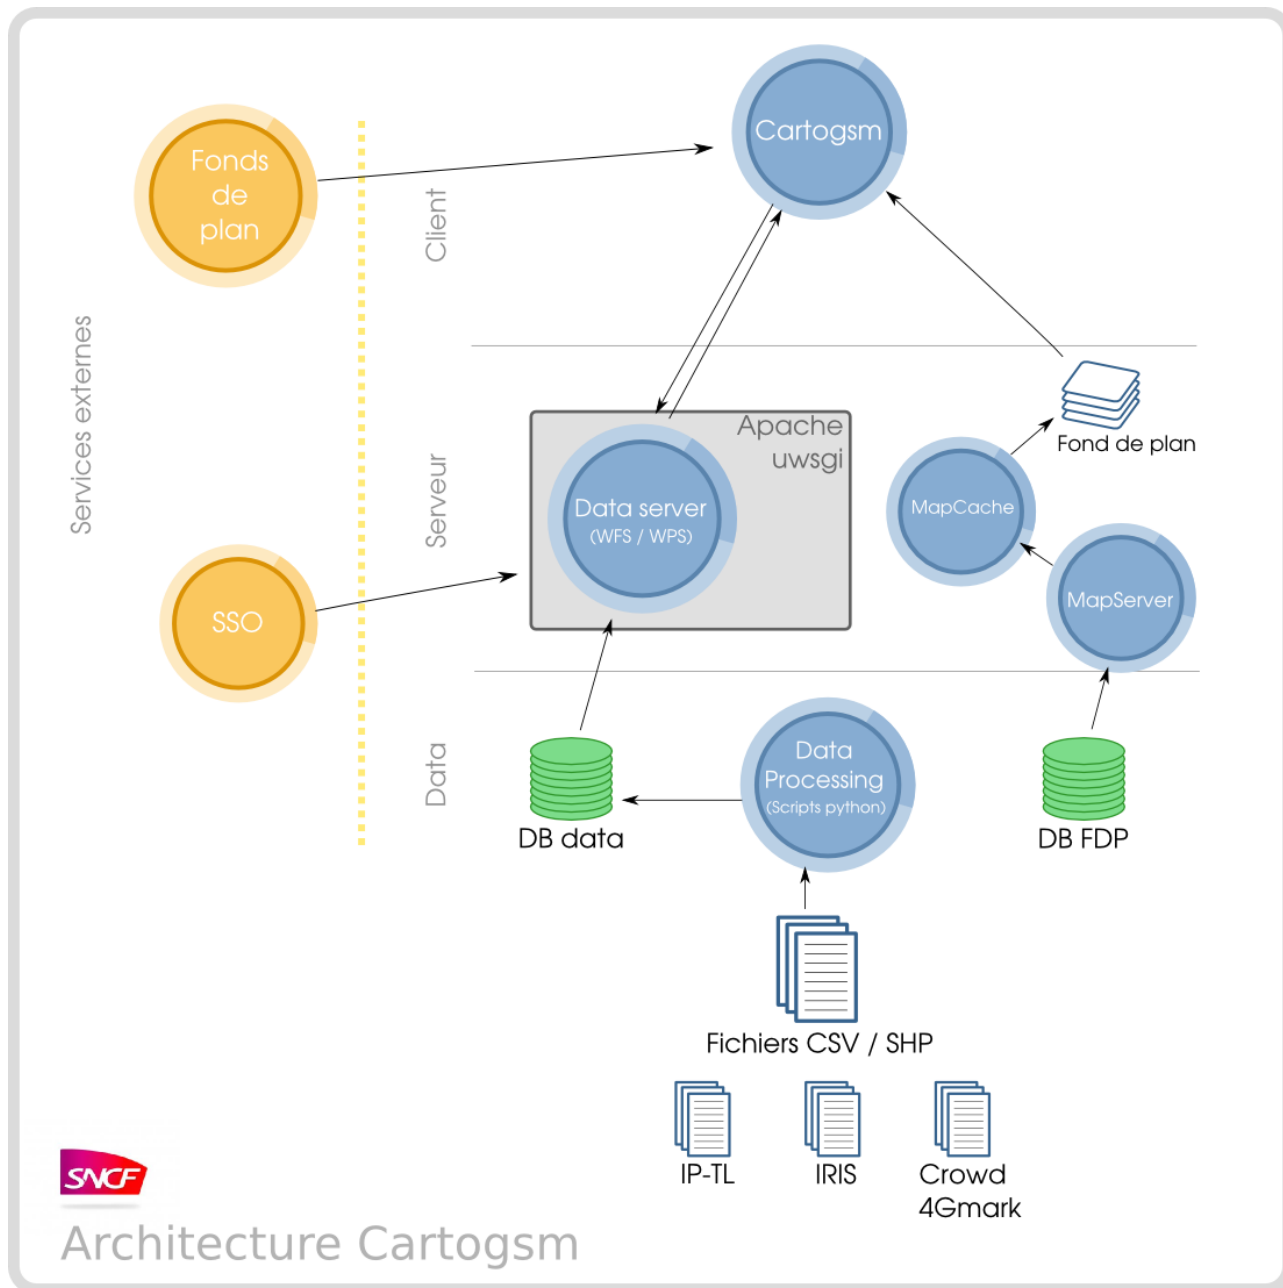 Cartogsm
Fonds
de
plan
Client
Services externes
Apache
uwsgi
Fond de plan
Serveur
Data server
(WFS / WPS)
MapCache
MapServer
SSO
Data
Data
Processing
(Scripts python)
DB data
DB FDP
Fichiers CSV / SHP
IP-TL
IRIS
Crowd
4Gmark
SNCF
Architecture Cartogsm